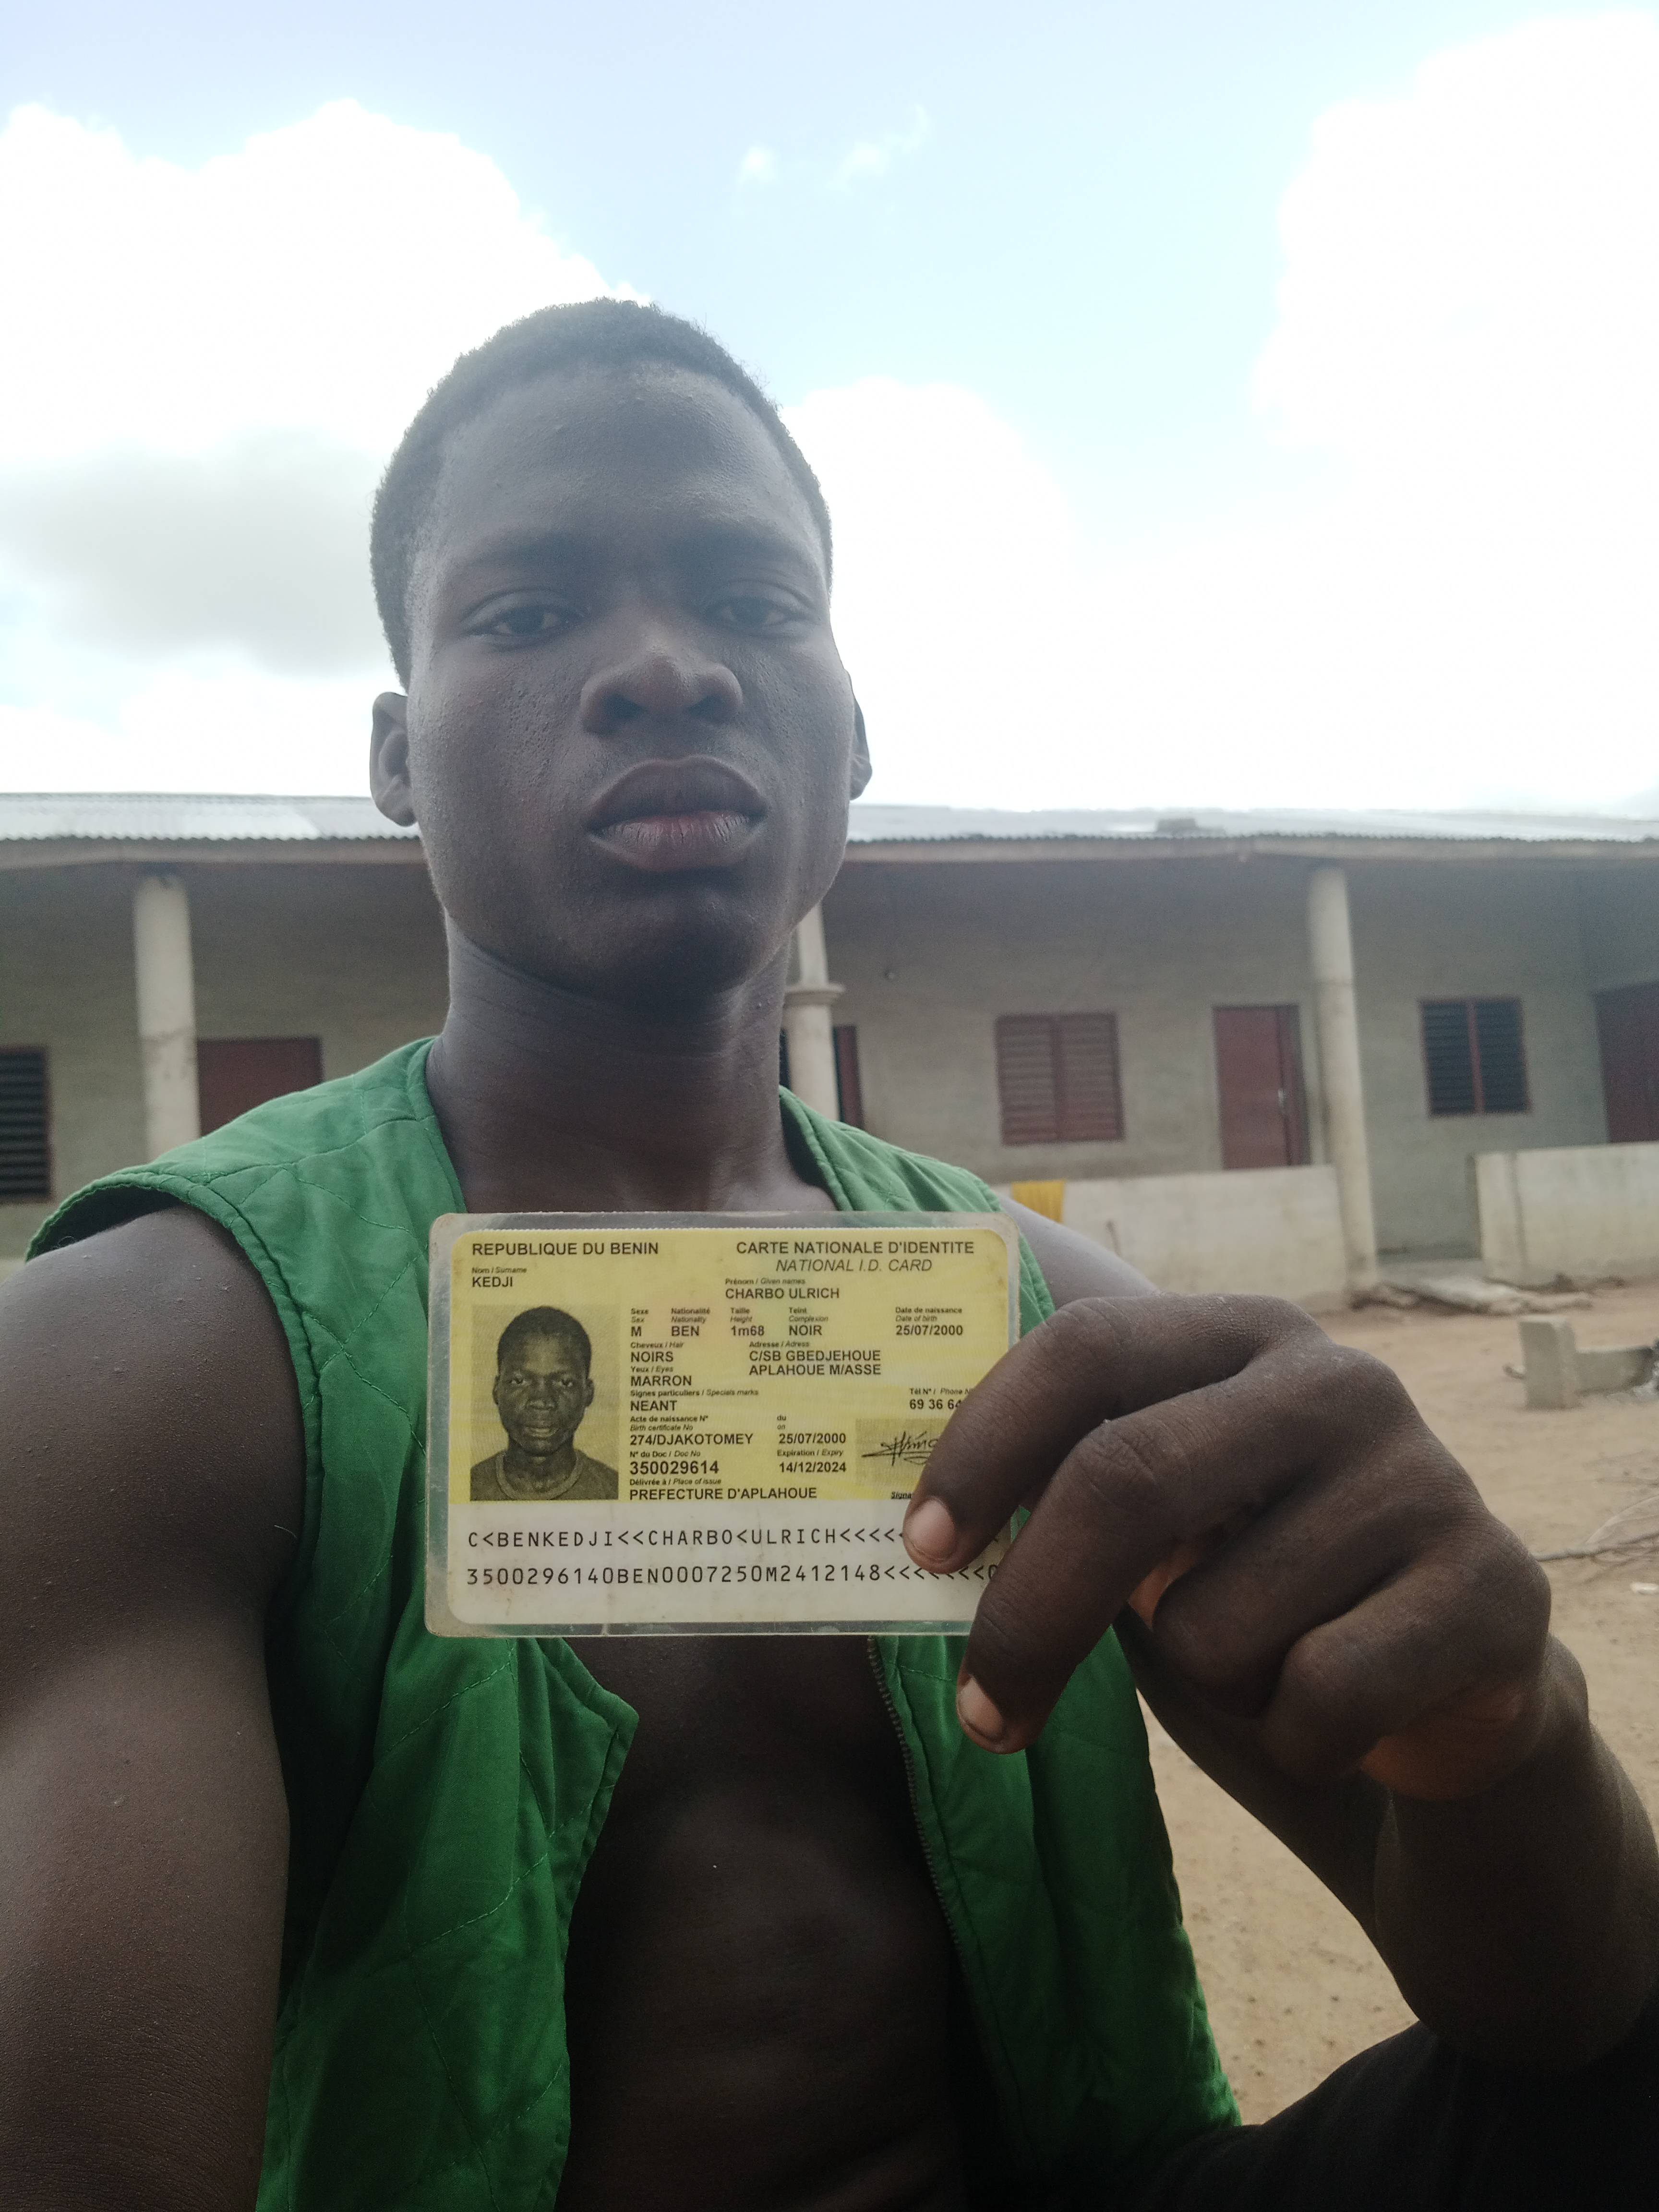 REPUBLIQUE DU BENIN CARTE NATIONALE D'IDENTITE
NATIONAL I.D. CARD
Nom / Surname
KEDJI
Prénom / Given names
CHARBO ULRICH
Sexe Nationalité Taille Teint Date de naissance
Sex Nationality Height Complexion Date of birth
M BEN 1m68 NOIR 25/07/2000
Cheveux / Hair Adresse / Adress
NOIRS C/SB GBEDJEHOUE
Yeux / Eyes APLAHOUE M/ASSE
MARRON
Signes particuliers / Specials marks Tél N° / Phone
NEANT 69 36
Acte de naissance N° du
Birth certificate No on
274/DJAKOTOMEY 25/07/2000
N° du Doc / Doc No Expiration / Expiry
350029614 14/12/2024
Délivrée à / Place of issue
PREFECTURE D'APLAHOUE
C<BENKEDJI<<CHARBO<ULRICH<<<<<
3500296140BEN0007250M2412148<<<<<<<